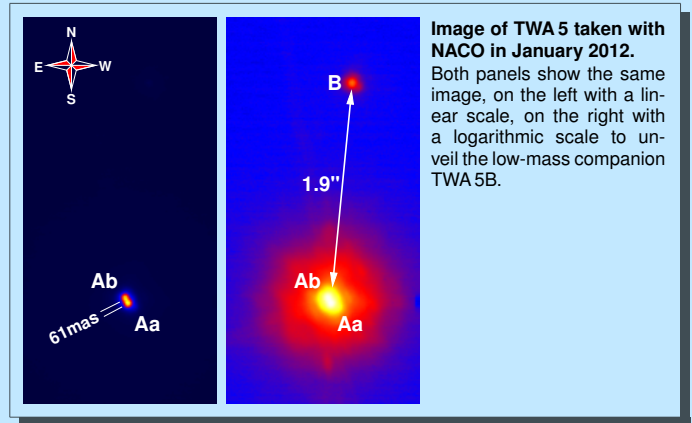 N
E W
S
Ab
61mas
Aa
B
1.9"
Ab
Aa
Image of TWA 5 taken with
NACO in January 2012.
Both panels show the same
image, on the left with a lin-
ear scale, on the right with
a logarithmic scale to un-
veil the low-mass companion
TWA 5B.